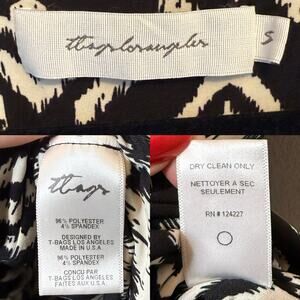 tbagslosangeles
S
tbags
96% POLYESTER
4% SPANDEX
DESIGNED BY
T-BAGS LOS ANGELES
MADE IN U.S.A.
96% POLYESTER
4% SPANDEX
CONCU PAR
T-BAGS LOS ANGELES
FAITES AUX U.S.A.
DRY CLEAN ONLY
NETTOYER A SEC
SEULEMENT
RN # 124227